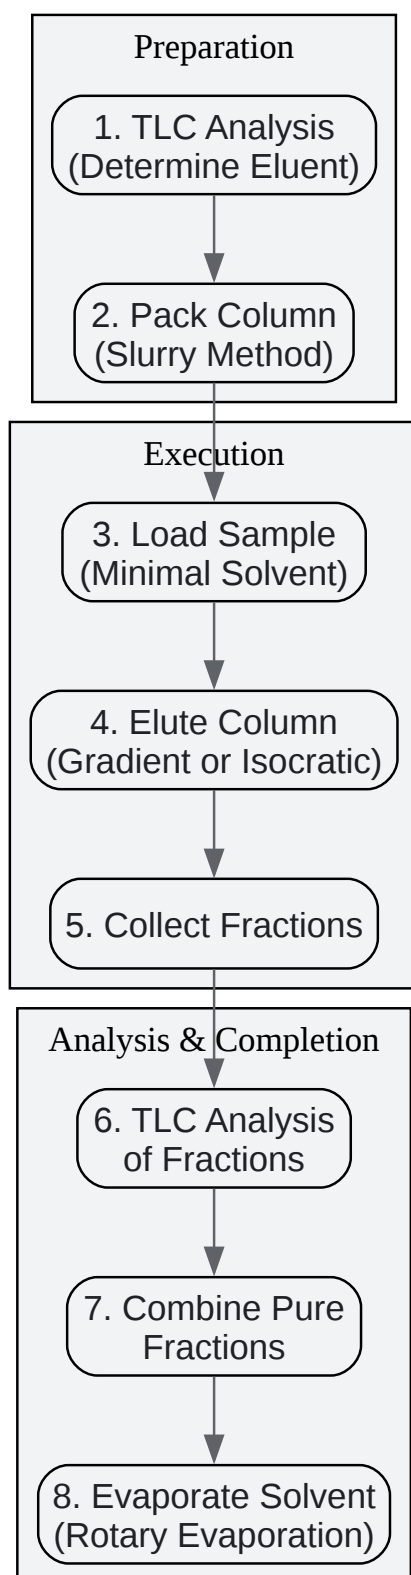 Preparation
1. TLC Analysis
(Determine Eluent)
2. Pack Column
(Slurry Method)
Execution
3. Load Sample
(Minimal Solvent)
4. Elute Column
(Gradient or Isocratic)
5. Collect Fractions
Analysis & Completion
6. TLC Analysis
of Fractions
7. Combine Pure
Fractions
8. Evaporate Solvent
(Rotary Evaporation)